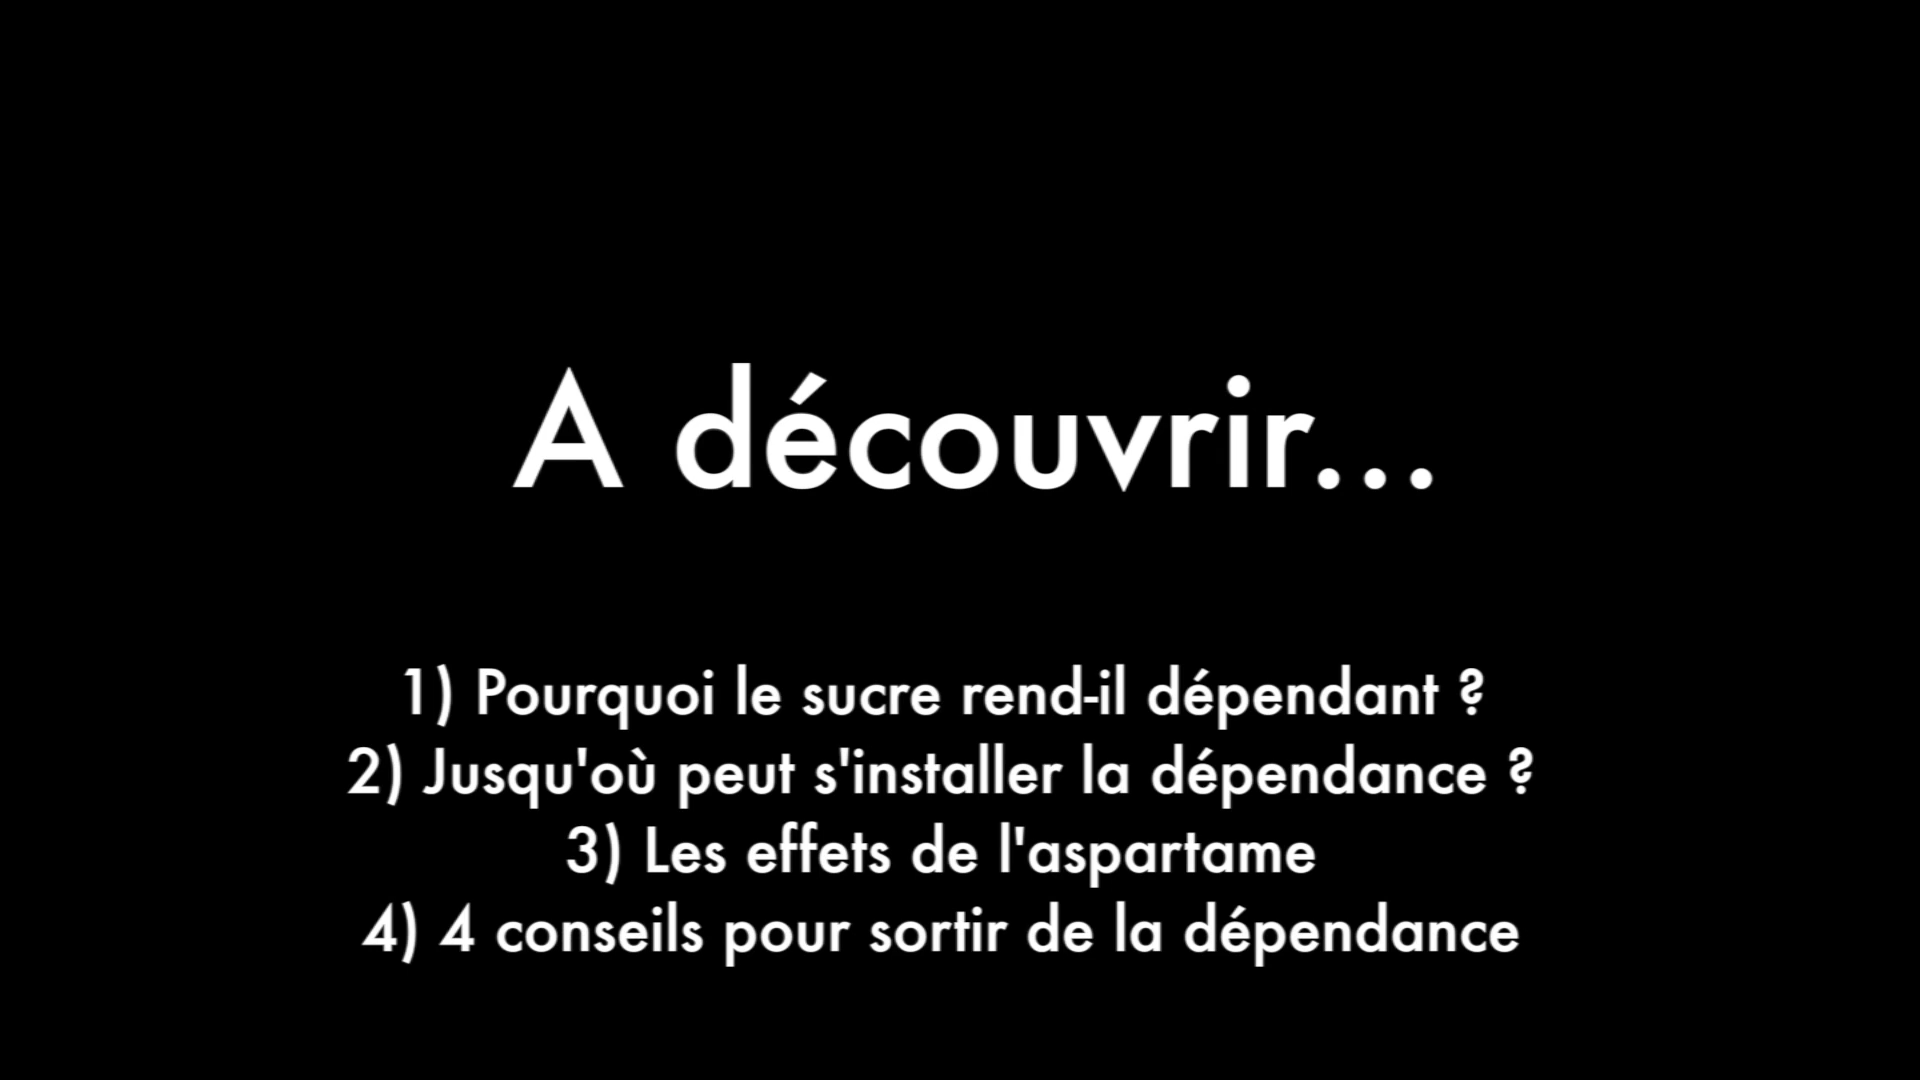 A découvrir...
1) Pourquoi le sucre rend-il dépendant ?
2) Jusqu'où peut s'installer la dépendance ?
3) Les effets de l'aspartame
4) 4 conseils pour sortir de la dépendance